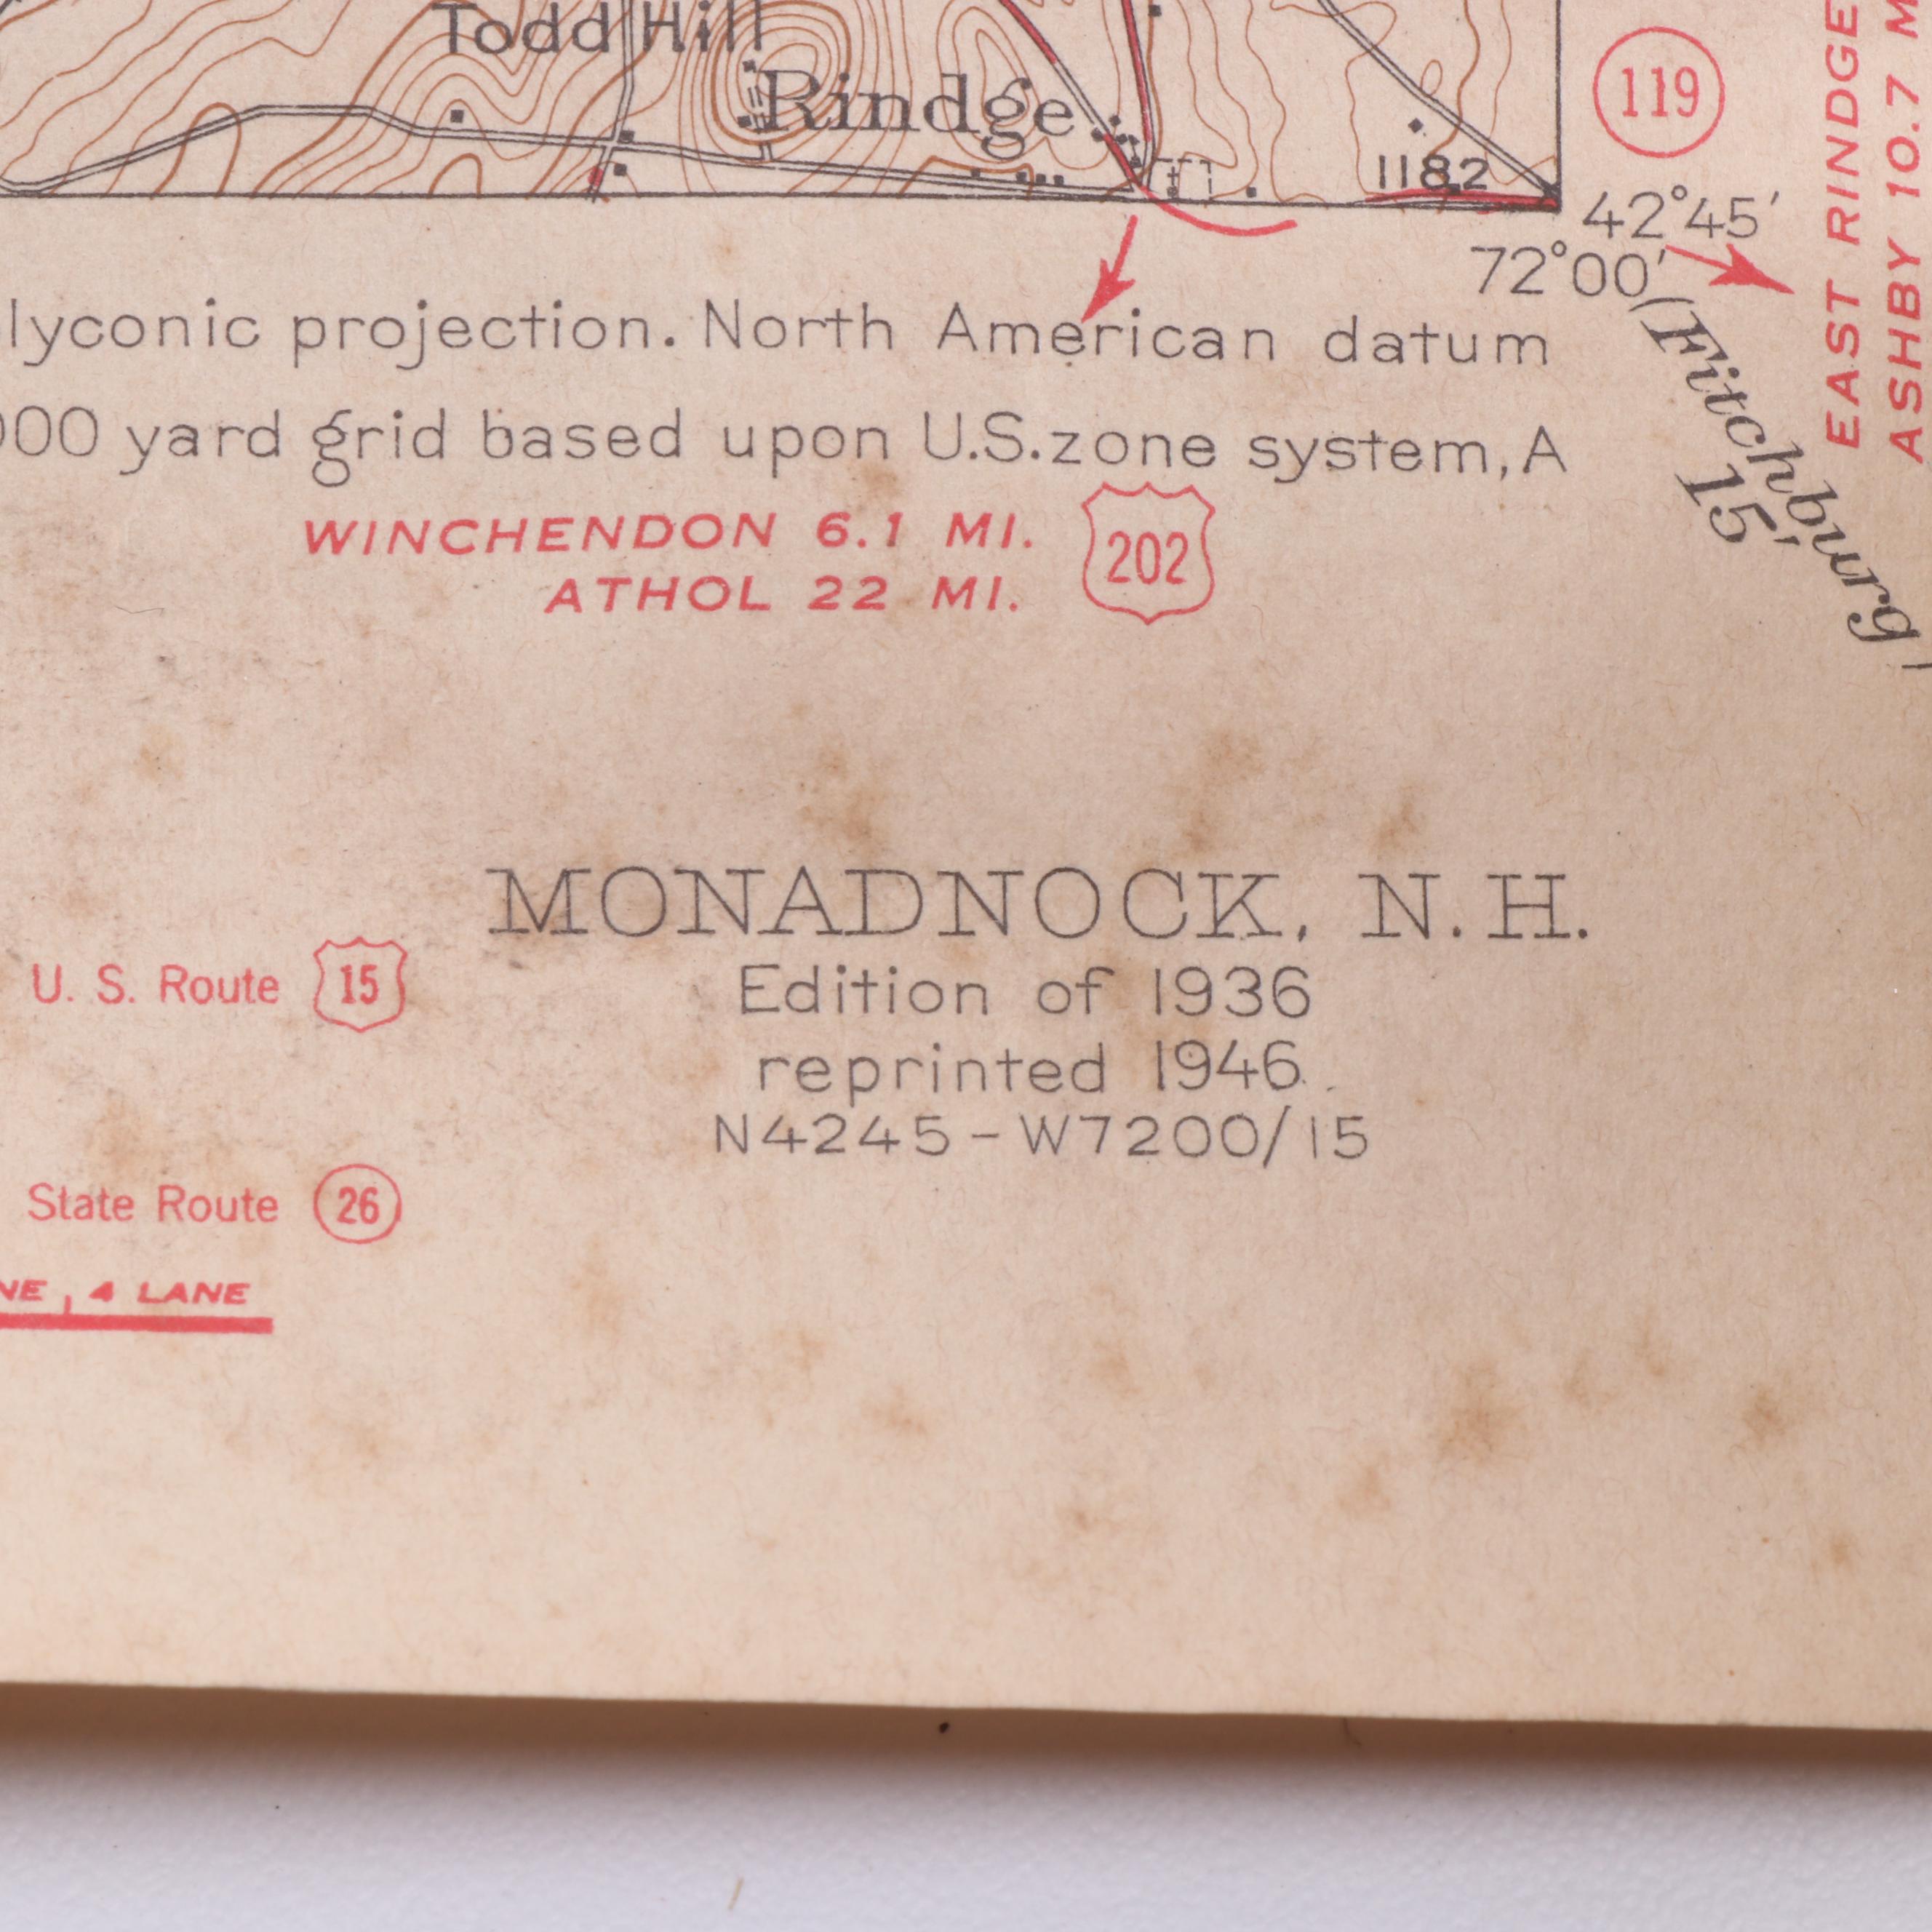 Todd Hill
Rindge
1182
119
42°45′
72°00′
EAST RINDGE
ASHBY 10.7 M
(Fitchburg)
15′
lyconic projection. North American datum
000 yard grid based upon U.S. zone system, A
WINCHENDON 6.1 MI.
ATHOL 22 MI.
202
MONADNOCK, N.H.
Edition of 1936
reprinted 1946
N4245-W7200/15
U. S. Route 15
State Route 26
NE, 4 LANE